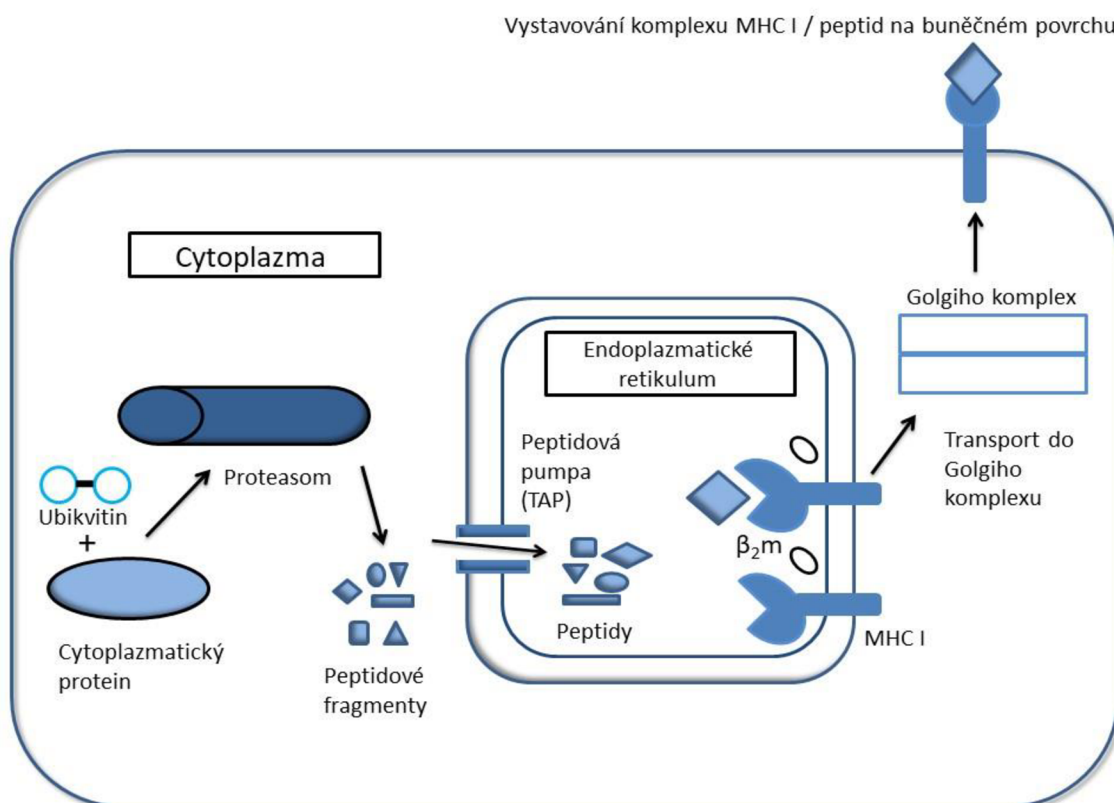 Vystavování komplexu MHC I / peptid na buněčném povrchu
Cytoplazma
Golgiho komplex
Endoplazmatické
retikulum
Peptidová
pumpa
(TAP)
Transport do
Golgiho
komplexu
Proteasom
Ubikvitin
+
β₂m
Cytoplazmatický
protein
Peptidové
fragmenty
Peptidy
MHC I